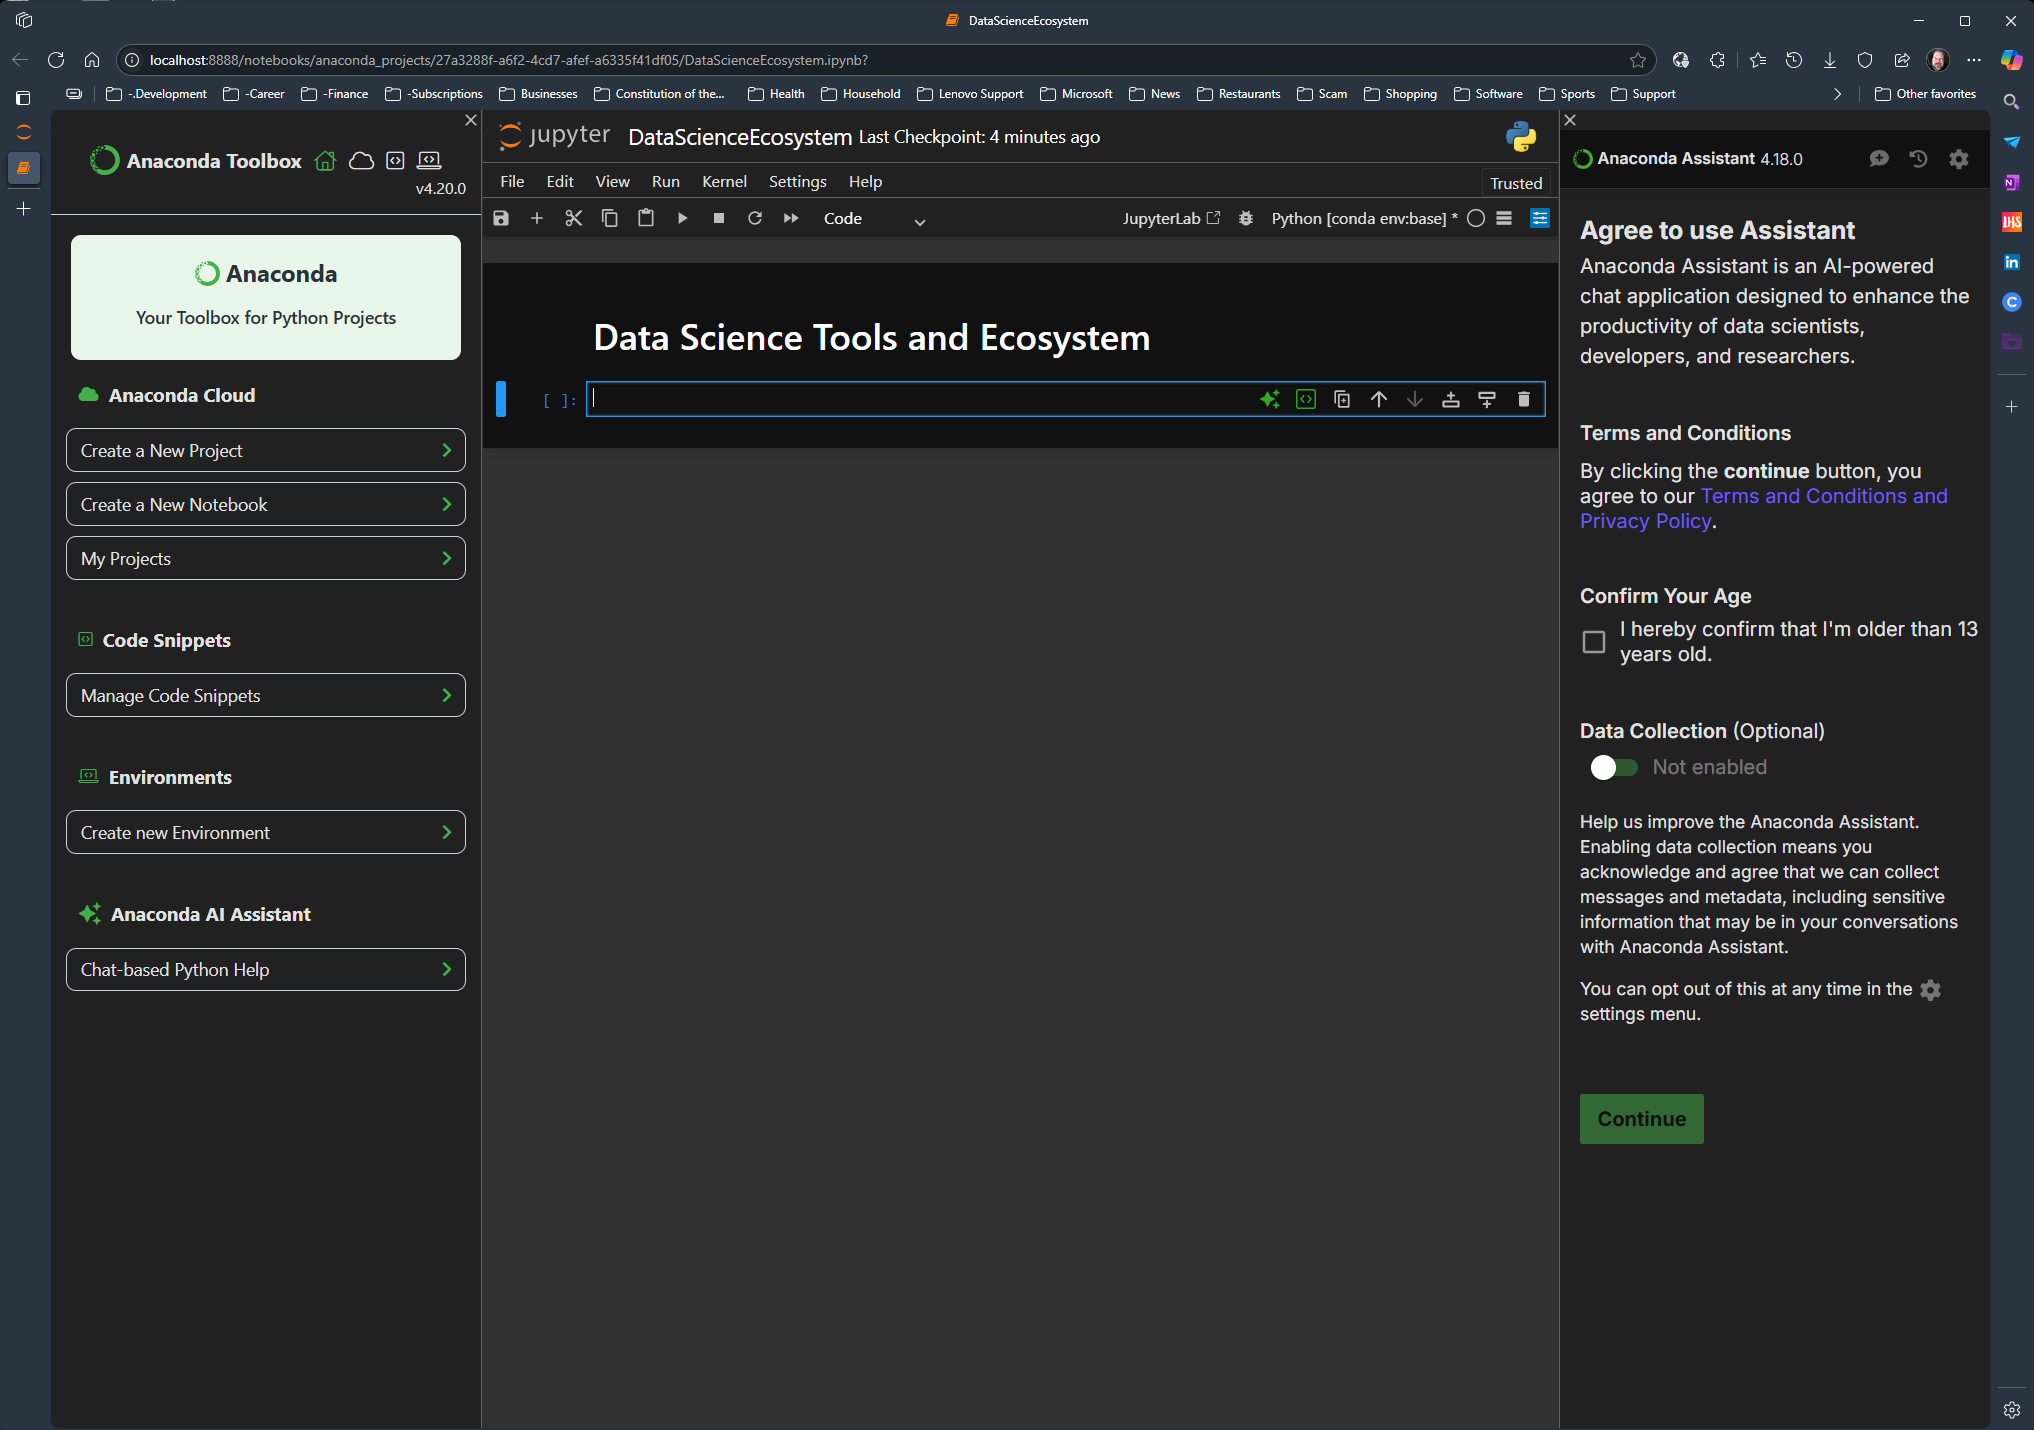 DataScienceEcosystem
localhost:8888/notebooks/anaconda_projects/27a3288f-a6f2-4cd7-afef-a6335f41df05/DataScienceEcosystem.ipynb?
-.Development
-Career
-Finance
-Subscriptions
Businesses
Constitution of the...
Health
Household
Lenovo Support
Microsoft
News
Restaurants
Scam
Shopping
Software
Sports
Support
Other favorites
Anaconda Toolbox
v4.20.0
Anaconda
Your Toolbox for Python Projects
Anaconda Cloud
Create a New Project
Create a New Notebook
My Projects
Code Snippets
Manage Code Snippets
Environments
Create new Environment
Anaconda AI Assistant
Chat-based Python Help
jupyter DataScienceEcosystem Last Checkpoint: 4 minutes ago
File Edit View Run Kernel Settings Help
Trusted
Code
JupyterLab
Python [conda env:base] *
Data Science Tools and Ecosystem
[ ]:
Anaconda Assistant 4.18.0
Agree to use Assistant
Anaconda Assistant is an AI-powered
chat application designed to enhance the
productivity of data scientists,
developers, and researchers.
Terms and Conditions
By clicking the continue button, you
agree to our Terms and Conditions and
Privacy Policy.
Confirm Your Age
I hereby confirm that I'm older than 13
years old.
Data Collection (Optional)
Not enabled
Help us improve the Anaconda Assistant.
Enabling data collection means you
acknowledge and agree that we can collect
messages and metadata, including sensitive
information that may be in your conversations
with Anaconda Assistant.
You can opt out of this at any time in the
settings menu.
Continue